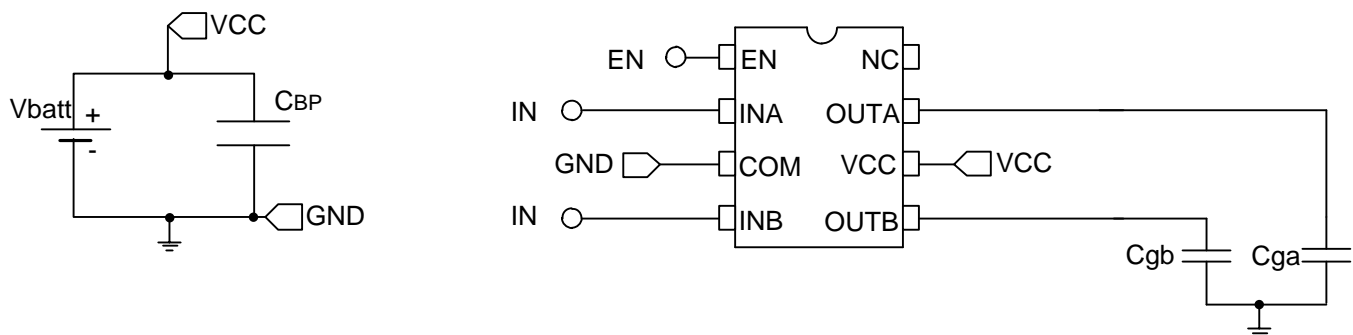 VCC
Vbatt
+
-
CBP
GND
EN
EN
NC
IN
INA
OUTA
GND
COM
VCC
VCC
IN
INB
OUTB
Cgb
Cga